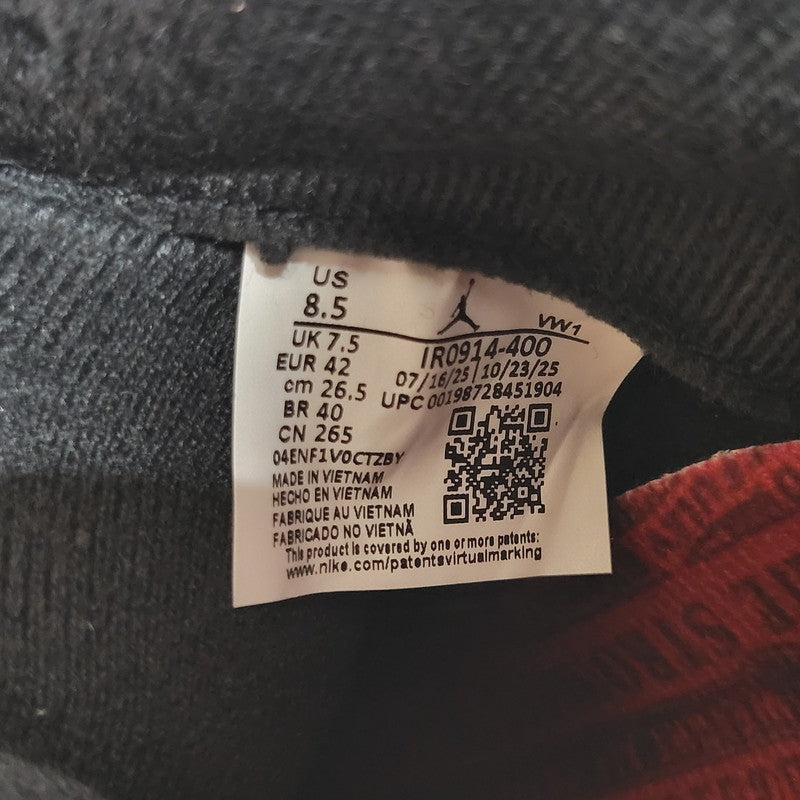 US
8.5
VW1
UK 7.5
IR0914-400
EUR 42
07/16/25 | 10/23/25
cm 26.5
UPC 00198728451904
BR 40
CN 265
04ENF1V0CTZBY
MADE IN VIETNAM
HECHO EN VIETNAM
FABRIQUE AU VIETNAM
FABRICADO NO VIETNÃ
This product is covered by one or more patents:
www.nike.com/patentsvirtualmarking